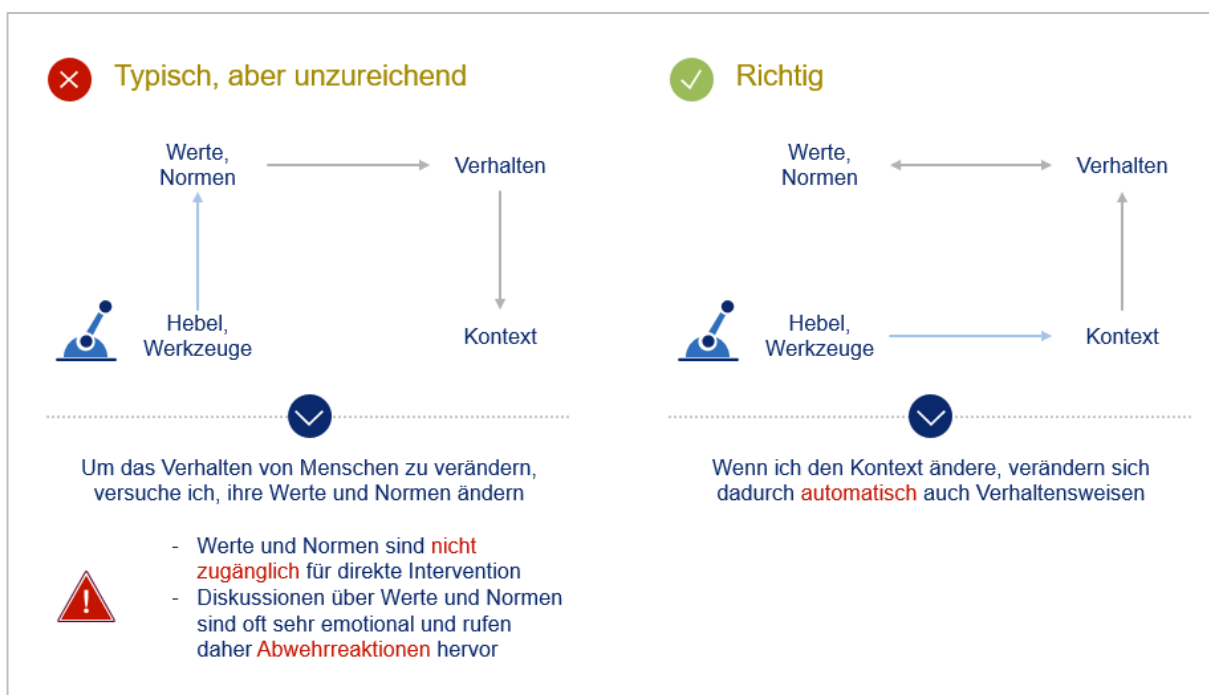 Typisch, aber unzureichend
Werte,
Normen
Verhalten
Hebel,
Werkzeuge
Kontext
Um das Verhalten von Menschen zu verändern,
versuche ich, ihre Werte und Normen ändern
- Werte und Normen sind nicht
zugänglich für direkte Intervention
- Diskussionen über Werte und Normen
sind oft sehr emotional und rufen
daher Abwehrreaktionen hervor
!
Richtig
Werte,
Normen
Verhalten
Hebel,
Werkzeuge
Kontext
Wenn ich den Kontext ändere, verändern sich
dadurch automatisch auch Verhaltensweisen